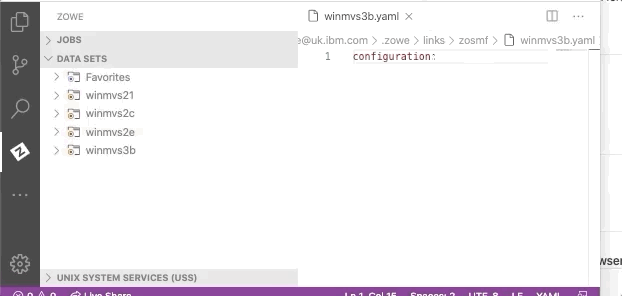 ZOWE
winmvs3b.yaml
JOBS
e@uk.ibm.com > .zowe > links > zosmf > winmvs3b.yaml
DATA SETS
1 configuration:
Favorites
winmvs21
winmvs2c
winmvs2e
winmvs3b
wser
UNIX SYSTEM SERVICES (USS)
0 0 Live Share Ln 1, Col 15 Spaces: 2 UTF-8 LF YAML